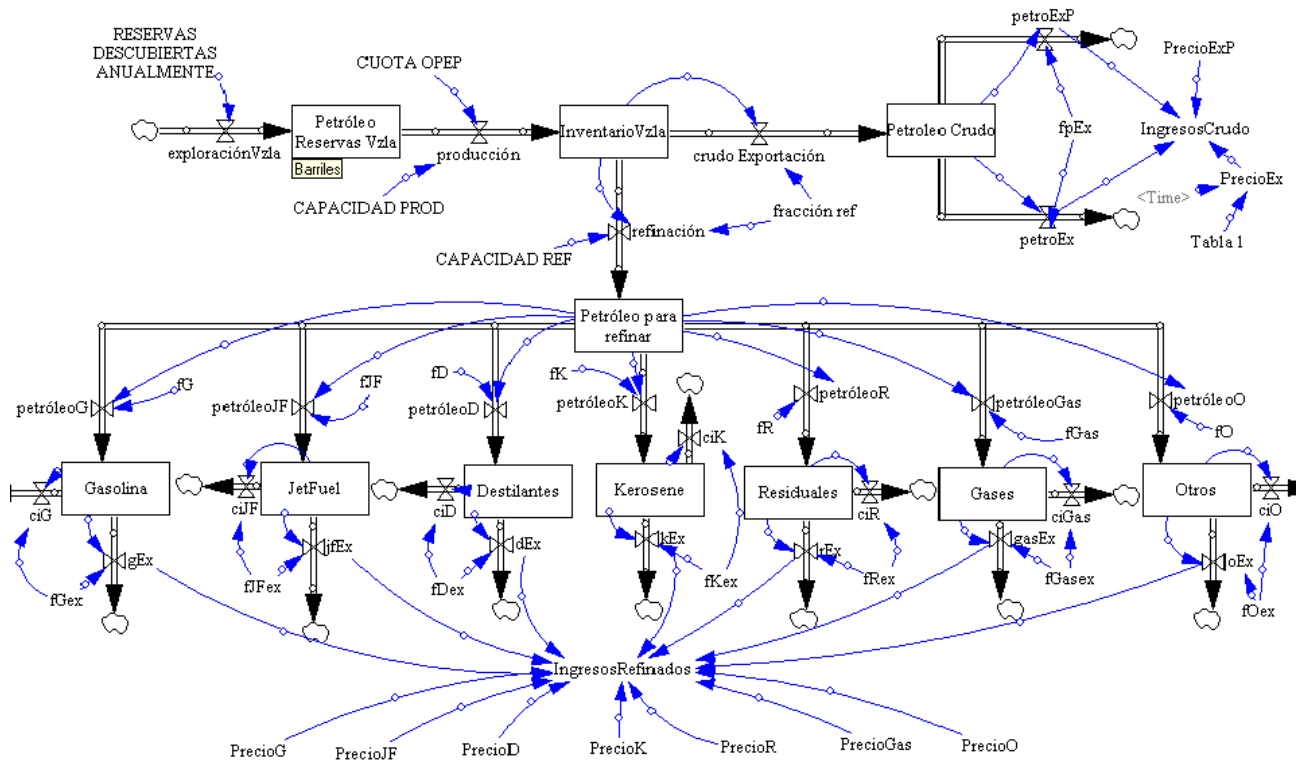 petroExP
RESERVAS
DESCUBIERTAS
ANUALMENTE
CUOTA OPEP
PrecioExP
Petróleo
Reservas Vzla
InventarioVzla
Petroleo Crudo
fpEx
IngresosCrudo
exploraciónVzla
producción
crudo Exportación
Barriles
PrecioEx
<Time>
CAPACIDAD PROD
fracción ref
refinación
petroEx
Tabla 1
CAPACIDAD REF
Petróleo para
refinar
fG
fJF
fD
fK
petróleoG
petróleoJF
petróleoD
petróleoK
petróleoR
petróleoGas
petróleoO
fR
fGas
fO
ciK
Gasolina
JetFuel
Destilantes
Kerosene
Residuales
Gases
Otros
ciG
ciJF
ciD
ciR
ciGas
ciO
gEx
jfEx
dEx
kEx
rEx
gasEx
oEx
fGex
fJFex
fDex
fKex
fRex
fGasex
fOex
IngresosRefinados
PrecioG
PrecioJF
PrecioD
PrecioK
PrecioR
PrecioGas
PrecioO